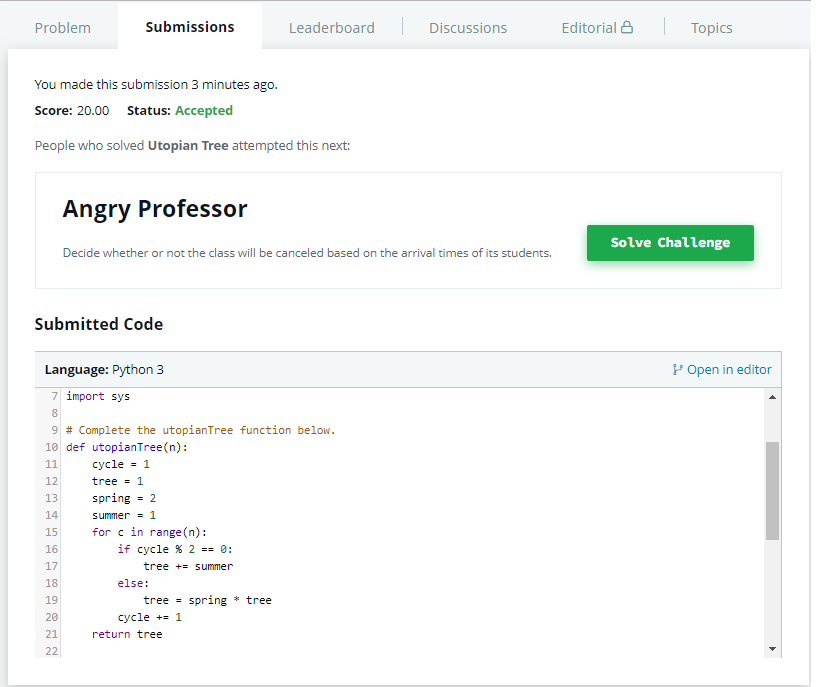 Problem
Submissions
Leaderboard
Discussions
Editorial
Topics
You made this submission 3 minutes ago.
Score: 20.00 Status: Accepted
People who solved Utopian Tree attempted this next:
Angry Professor
Decide whether or not the class will be canceled based on the arrival times of its students.
Solve Challenge
Submitted Code
Language: Python 3
Open in editor
7 import sys
8
9 # Complete the utopianTree function below.
10 def utopianTree(n):
11     cycle = 1
12     tree = 1
13     spring = 2
14     summer = 1
15     for c in range(n):
16         if cycle % 2 == 0:
17             tree += summer
18         else:
19             tree = spring * tree
20         cycle += 1
21     return tree
22